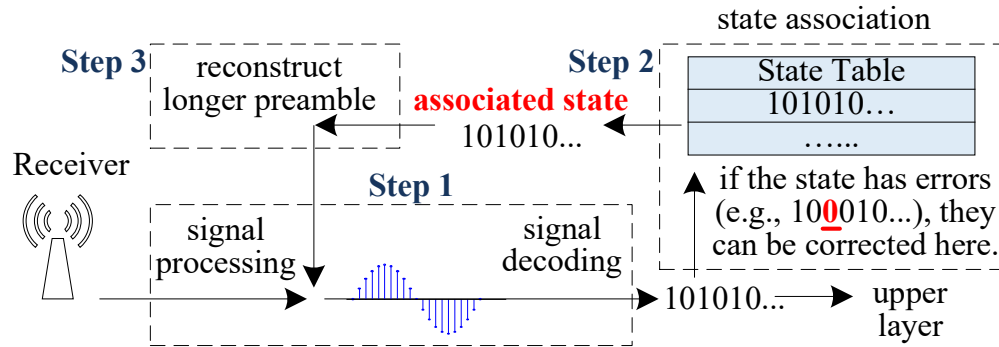 state association
Step 3
reconstruct
longer preamble
Step 2
associated state
101010...
State Table
101010…
…...
Receiver
Step 1
signal
processing
signal
decoding
if the state has errors
(e.g., 100010...), they
can be corrected here.
101010...
upper
layer